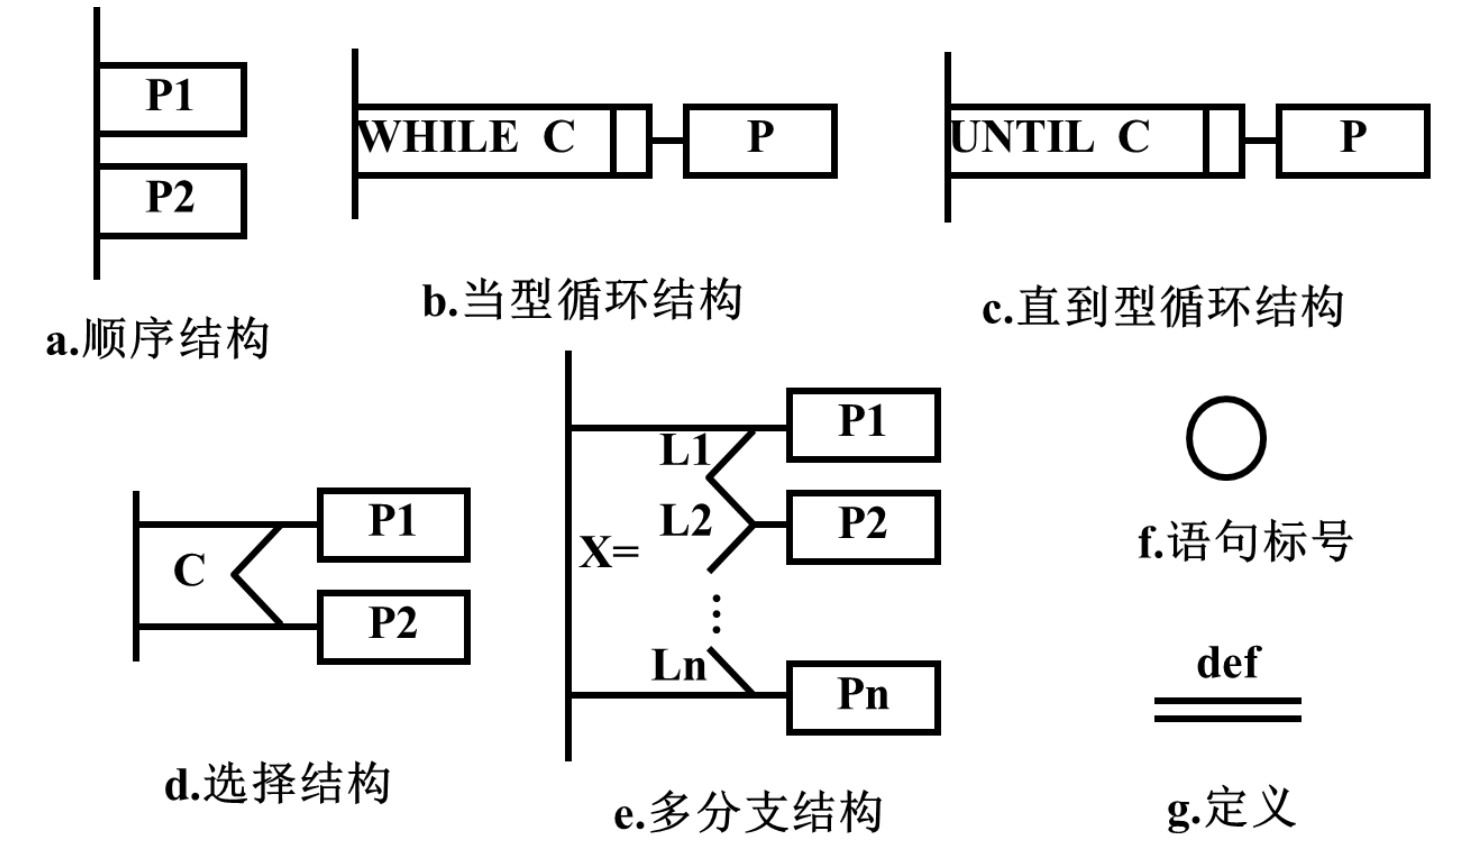 P1
P2
a.顺序结构
WHILE C
P
b.当型循环结构
UNTIL C
P
c.直到型循环结构
C
P1
P2
d.选择结构
X=
L1
P1
L2
P2
⋮
Ln
Pn
e.多分支结构
f.语句标号
def
g.定义